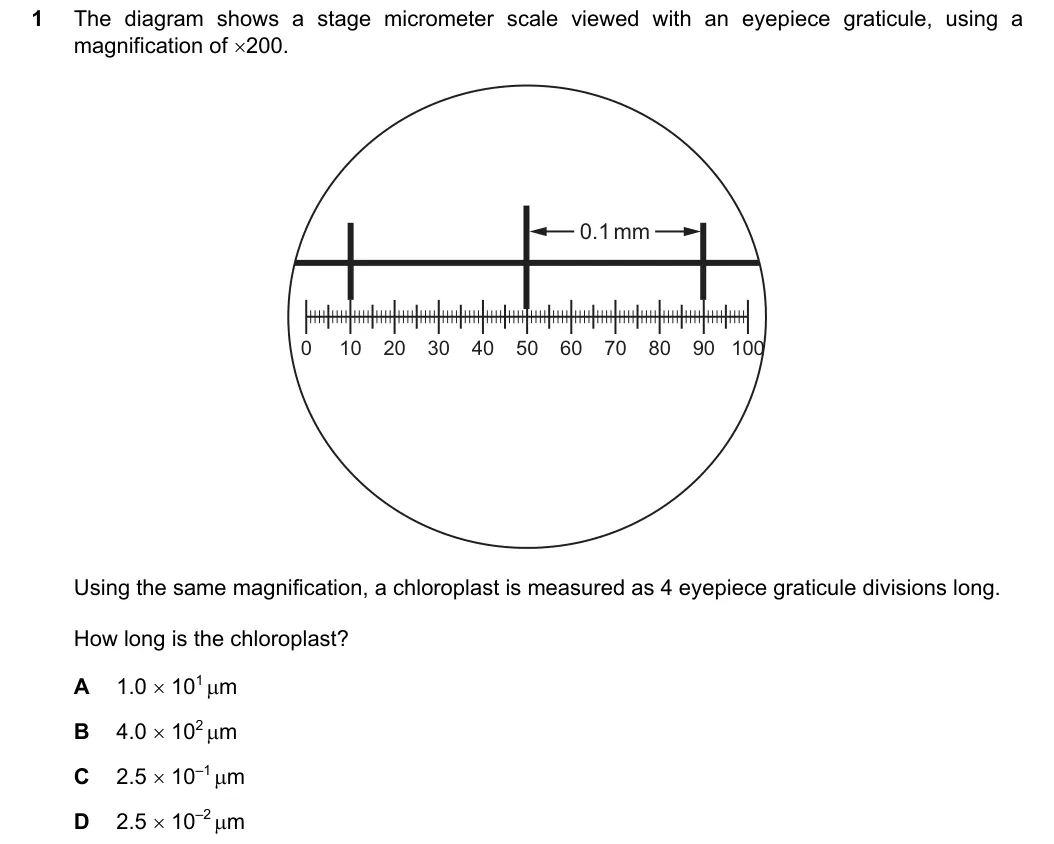 1 The diagram shows a stage micrometer scale viewed with an eyepiece graticule, using a
magnification of ×200.
0.1 mm
0 10 20 30 40 50 60 70 80 90 100
Using the same magnification, a chloroplast is measured as 4 eyepiece graticule divisions long.
How long is the chloroplast?
A 1.0 × 10¹ μm
B 4.0 × 10² μm
C 2.5 × 10⁻¹ μm
D 2.5 × 10⁻² μm